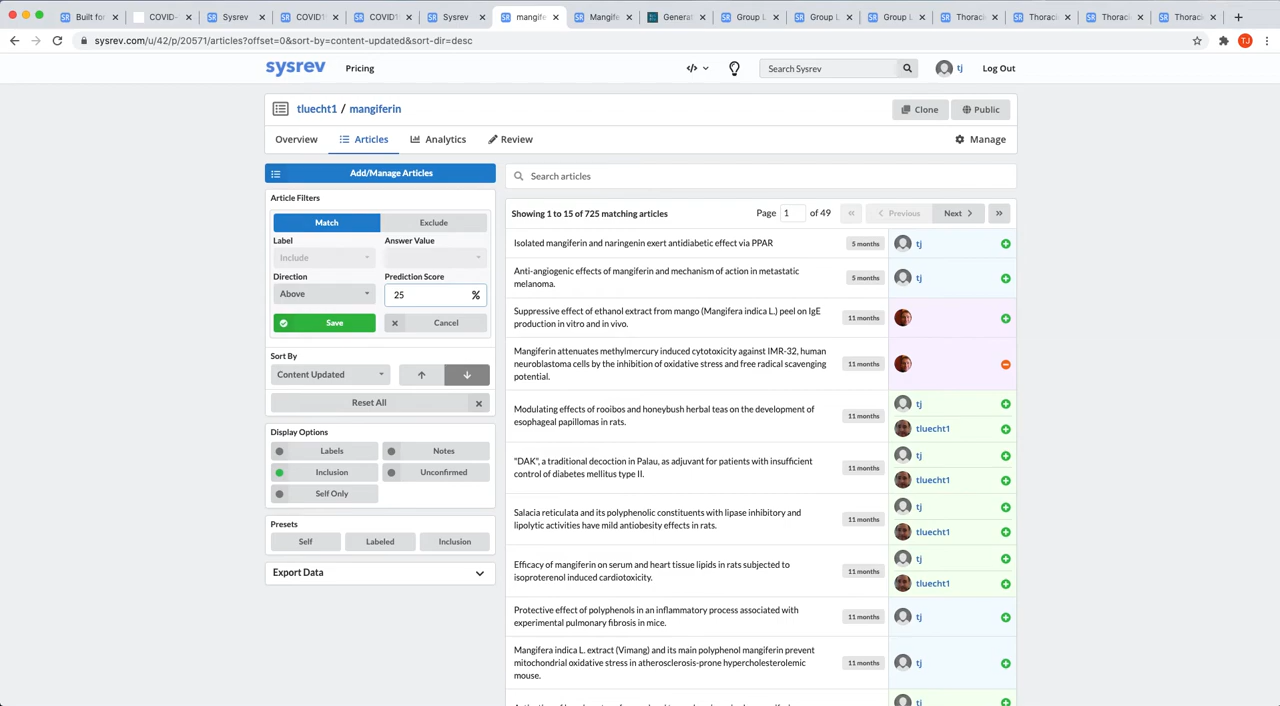 Built fo
COVID-
Sysrev
COVID1
COVID1
Sysrev
mangife
Mangife
Genera
Group L
Group L
Group L
Thoracic
Thoraci
Thoraci
Thoraci
sysrev.com/u/42/p/20571/articles?offset=0&sort-by=content-updated&sort-dir=desc
TJ
sysrev
Pricing
</>
Search Sysrev
tj
Log Out
tluecht1 / mangiferin
Clone
Public
Overview
Articles
Analytics
Review
Manage
Add/Manage Articles
Article Filters
Match
Exclude
Label
Answer Value
Include
Direction
Prediction Score
Above
25
%
Save
Cancel
Sort By
Content Updated
Reset All
Display Options
Labels
Notes
Inclusion
Unconfirmed
Self Only
Presets
Self
Labeled
Inclusion
Export Data
Search articles
Showing 1 to 15 of 725 matching articles
Page 1 of 49
Previous
Next
Isolated mangiferin and naringenin exert antidiabetic effect via PPAR
5 months
tj
Anti-angiogenic effects of mangiferin and mechanism of action in metastatic
melanoma.
5 months
tj
Suppressive effect of ethanol extract from mango (Mangifera indica L.) peel on IgE
production in vitro and in vivo.
11 months
Mangiferin attenuates methylmercury induced cytotoxicity against IMR-32, human
neuroblastoma cells by the inhibition of oxidative stress and free radical scavenging
potential.
11 months
Modulating effects of rooibos and honeybush herbal teas on the development of
esophageal papillomas in rats.
11 months
tj
tluecht1
"DAK", a traditional decoction in Palau, as adjuvant for patients with insufficient
control of diabetes mellitus type II.
11 months
tj
tluecht1
Salacia reticulata and its polyphenolic constituents with lipase inhibitory and
lipolytic activities have mild antiobesity effects in rats.
11 months
tj
tluecht1
Efficacy of mangiferin on serum and heart tissue lipids in rats subjected to
isoproterenol induced cardiotoxicity.
11 months
tj
tluecht1
Protective effect of polyphenols in an inflammatory process associated with
experimental pulmonary fibrosis in mice.
11 months
tj
Mangifera indica L. extract (Vimang) and its main polyphenol mangiferin prevent
mitochondrial oxidative stress in atherosclerosis-prone hypercholesterolemic
mouse.
11 months
tj
tj